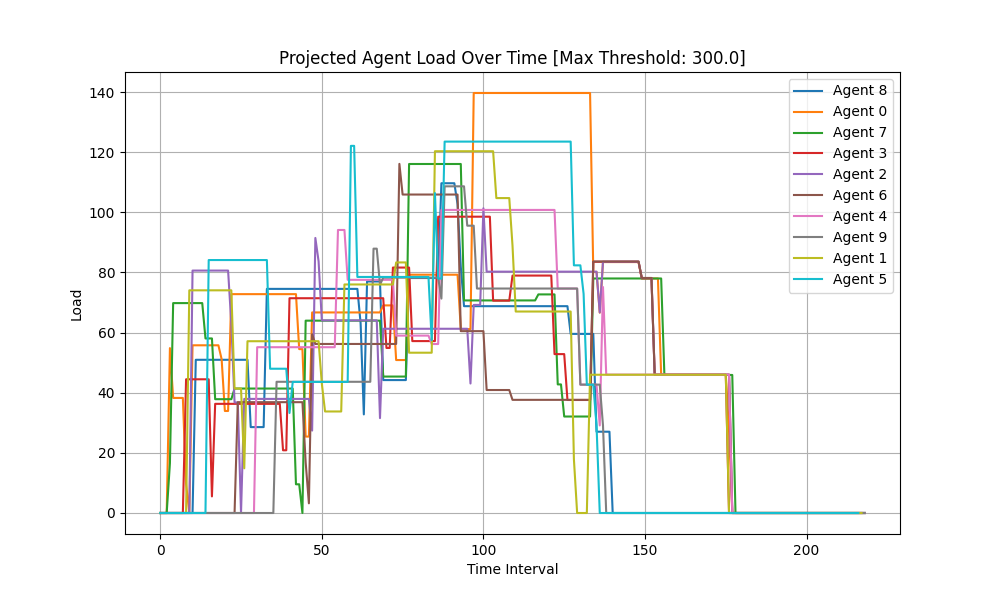 Projected Agent Load Over Time [Max Threshold: 300.0]
Load
140
120
100
80
60
40
20
0
0 50 100 150 200
Time Interval
Agent 8
Agent 0
Agent 7
Agent 3
Agent 2
Agent 6
Agent 4
Agent 9
Agent 1
Agent 5